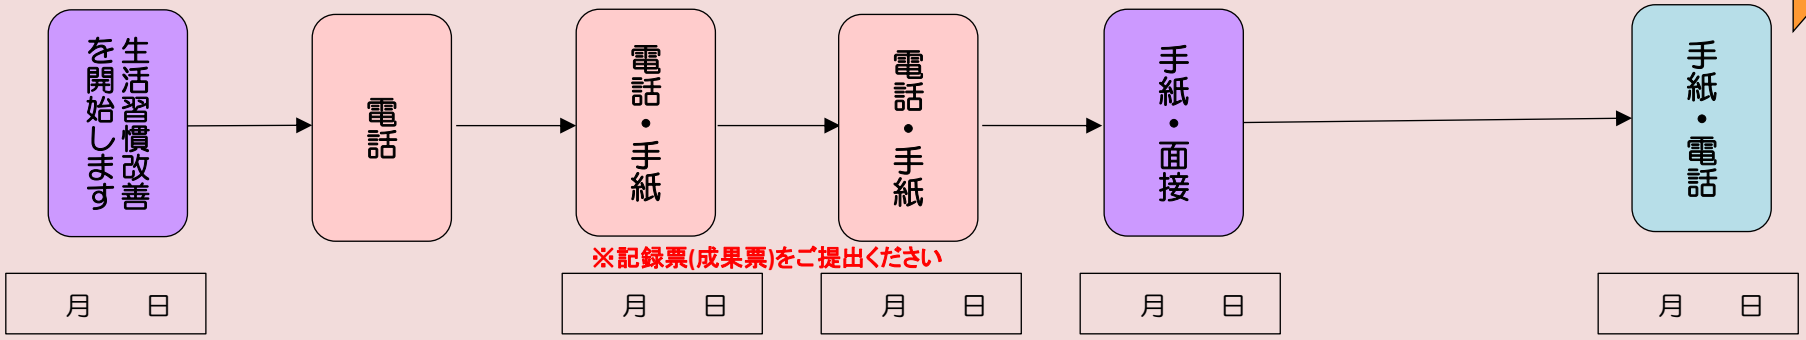 生活習慣改善
を開始します
電話
電話・手紙
電話・手紙
手紙・面接
手紙・電話
※記録票(成果票)をご提出ください
月 日
月 日
月 日
月 日
月 日